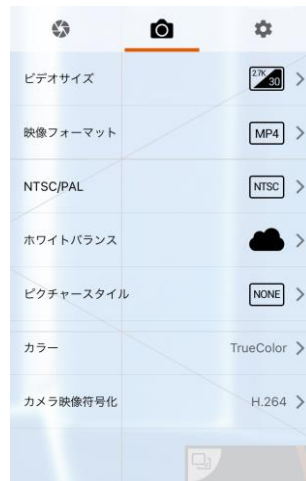 ビデオサイズ 2.7K 30
映像フォーマット MP4
NTSC/PAL NTSC
ホワイトバランス
ピクチャースタイル NONE
カラー TrueColor
カメラ映像符号化 H.264